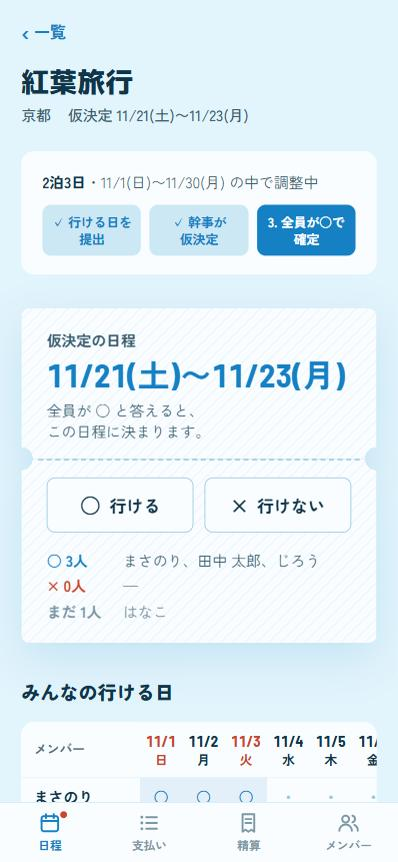 ‹ 一覧
紅葉旅行
京都 仮決定 11/21(土)〜11/23(月)
2泊3日・11/1(日)〜11/30(月) の中で調整中
✓ 行ける日を
提出
✓ 幹事が
仮決定
3. 全員が〇で
確定
仮決定の日程
11/21(土)〜11/23(月)
全員が 〇 と答えると、
この日程に決まります。
〇 行ける
× 行けない
〇 3人 まさのり、田中 太郎、じろう
× 0人 —
まだ 1人 はなこ
みんなの行ける日
メンバー 11/1 11/2 11/3 11/4 11/5
日 月 火 水 木 金
まさのり 〇 〇 〇 ・ ・ ・
日程 支払い 精算 メンバー